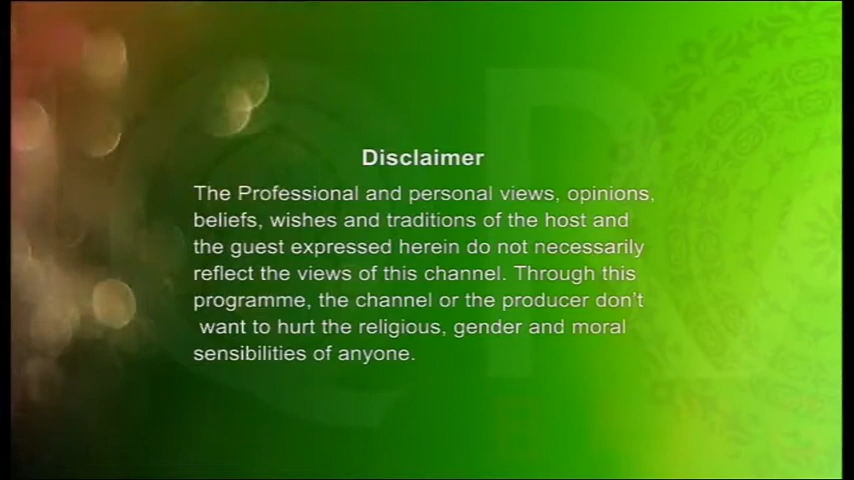 Disclaimer
The Professional and personal views, opinions,
beliefs, wishes and traditions of the host and
the guest expressed herein do not necessarily
reflect the views of this channel. Through this
programme, the channel or the producer don't
want to hurt the religious, gender and moral
sensibilities of anyone.